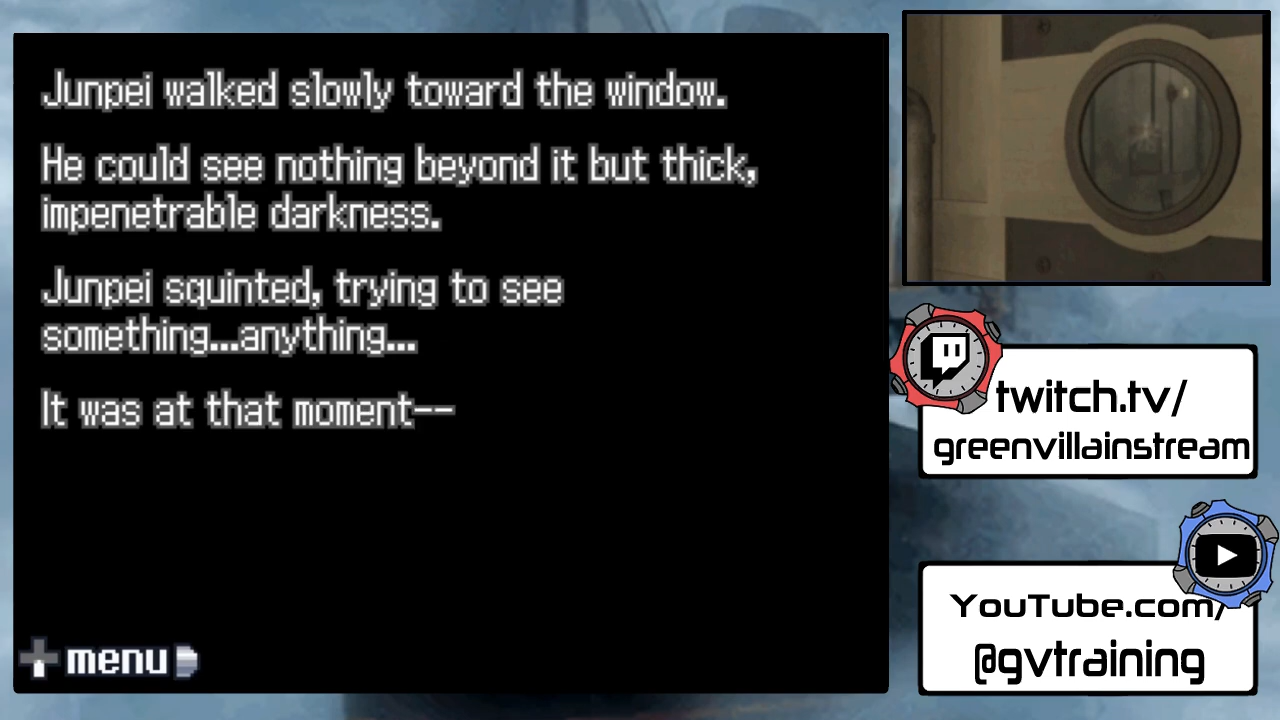 Junpei walked slowly toward the window.
He could see nothing beyond it but thick,
impenetrable darkness.
Junpei squinted, trying to see
something...anything...
It was at that moment--
menu
twitch.tv/
greenvillainstream
YouTube.com/
@gvtraining